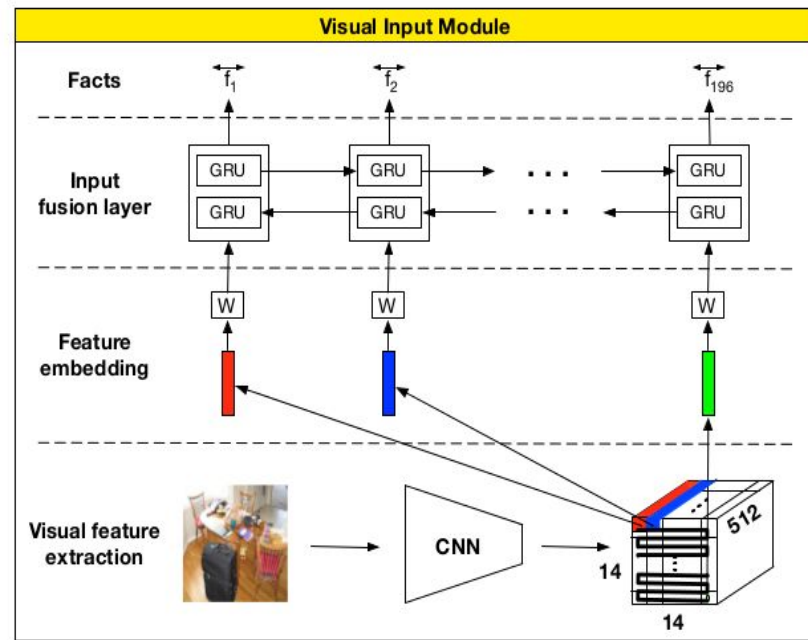 Visual Input Module
Facts
f1 f2 f196
Input
fusion layer
GRU GRU . . . GRU
GRU GRU . . . GRU
W W W
Feature
embedding
Visual feature
extraction
CNN
. . .
512
14
. . .
14